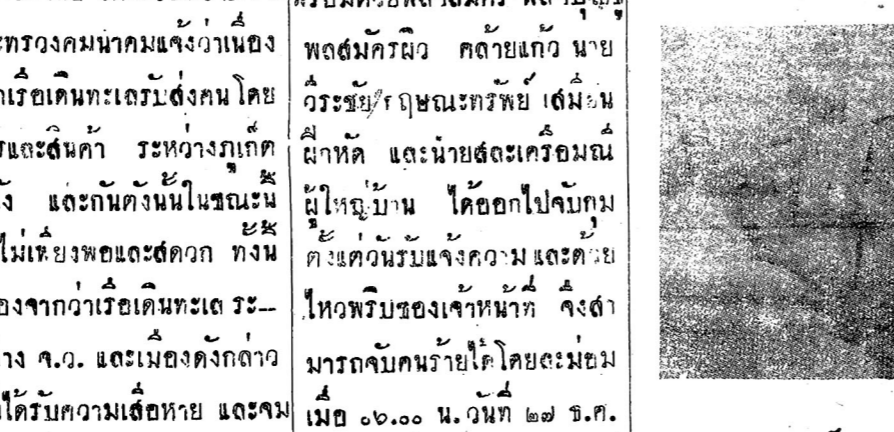 ะทรวงคมนาคมแจ้งว่าเนื่อง
เรือเดินทะเลรับส่งคนโดย
และสินค้า ระหว่างภูเก็ต
และกันตังนั้นในขณะนี้
ไม่เพียงพอและสดวก ทั้งนี้
องจากว่าเรือเดินทะเล ระ--
าง จ.ว. และเมืองดังกล่าว
ได้รับความเสียหาย และจม
พลสมัครผิว คล้ายแก้ว นาย
วีระชัย กฤษณะทรัพย์ เสมียน
ฝึกหัด และนายสละ
ผู้ใหญ่บ้าน ได้ออกไปจับกุม
ตั้งแต่วันรับแจ้งความ และด้วย
ไหวพริบของเจ้าหน้าที่ จึงสา
มารถจับคนร้ายได้โดยละม่อม
เมื่อ ๐๖.๐๐ น. วันที่ ๒๗ ธ.ค.